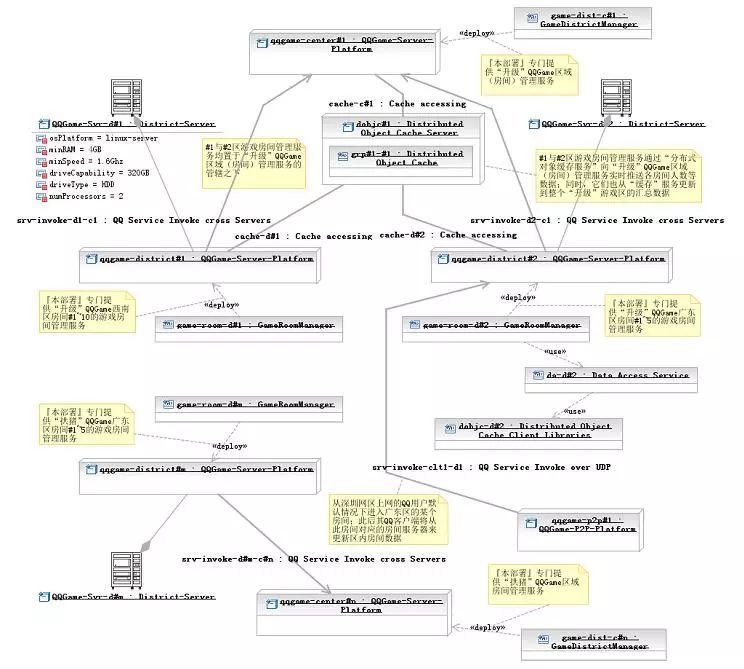 game-dist-c#1 :
GameDistrictManager
qqgame-center#1 : QQGame-Server-
Platform
«deploy»
『本部署』专门提
供“升级”QQGame区域
(房间)管理服务
cache-c#1 : Cache accessing
dobjc#1 : Distributed
Object Cache Server
grp#1-#1 : Distributed
Object Cache
QQGame-Svr-d#1 : District-Server
osPlatform = linux-server
minRAM = 4GB
minSpeed = 1.6Ghz
driveCapability = 320GB
driveType = HDD
numProcessors = 2
#1与#2区游戏房间管理服
务均置于“升级”QQGame
区域(房间)管理服务的
管辖之下
QQGame-Svr-d#2 : District-Server
#1与#2区游戏房间管理服务通过“分布式
对象缓存服务”向“升级”QQGame区域
(房间)管理服务实时推送各房间人数等
数据;同时,它们也从“缓存”服务更新
到整个“升级”游戏区的汇总数据
srv-invoke-d1-c1 : QQ Service Invoke cross Servers
srv-invoke-d2-c1 : QQ Service Invoke cross Servers
cache-d#1 : Cache accessing
cache-d#2 : Cache accessing
qqgame-district#1 : QQGame-Server-Platform
qqgame-district#2 : QQGame-Server-Platform
『本部署』专门提
供“升级”QQGame西南
区房间#1~10的游戏房
间管理服务
«deploy»
game-room-d#1 : GameRoomManager
«deploy»
『本部署』专门提
供“升级”QQGame广东
区房间#1~5的游戏房间
管理服务
game-room-d#2 : GameRoomManager
«use»
da-d#2 : Data Access Service
«use»
dobjc-d#2 : Distributed Object
Cache Client Libraries
『本部署』专门提
供“扶猪”QQGame广东
区房间#1~5的游戏房间
管理服务
game-room-d#m : GameRoomManager
«deploy»
qqgame-district#m : QQGame-Server-Platform
srv-invoke-clt1-d1 : QQ Service Invoke over UDP
从深圳网区上网的QQ用户默
认情况下进入广东区的某个
房间;此后其QQ客户端将从
此房间对应的房间服务器来
更新区内房间数据
qqgame-p2p#1 :
QQGame-P2P-Platform
srv-invoke-d#m-c#n : QQ Service Invoke cross Servers
QQGame-Svr-d#m : District-Server
qqgame-center#n : QQGame-Server-
Platform
『本部署』专门提
供“扶猪”QQGame区域
房间管理服务
«deploy»
game-dist-c#n :
GameDistrictManager